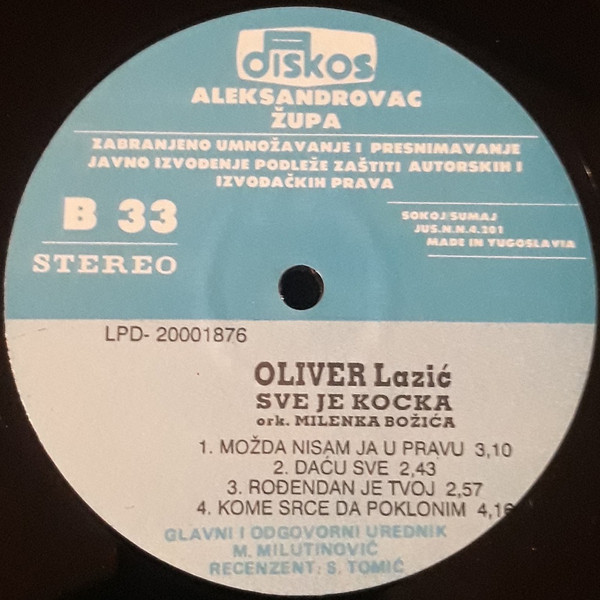 diskos
ALEKSANDROVAC
ŽUPA
ZABRANJENO UMNOŽAVANJE I PRESNIMAVANJE
JAVNO IZVOĐENJE PODLEŽE ZAŠTITI AUTORSKIH I
IZVOĐAČKIH PRAVA
B 33
STEREO
SOKOJ SUMAJ
JUS.N.N.4.201
MADE IN YUGOSLAVIA
LPD- 20001876
OLIVER Lazić
SVE JE KOCKA
ork. MILENKA BOŽIĆA
1. MOŽDA NISAM JA U PRAVU 3,10
2. DAĆU SVE 2,43
3. ROĐENDAN JE TVOJ 2,57
4. KOME SRCE DA POKLONIM 4,16
GLAVNI I ODGOVORNI UREDNIK
M. MILUTINOVIĆ
RECENZENT: S. TOMIĆ